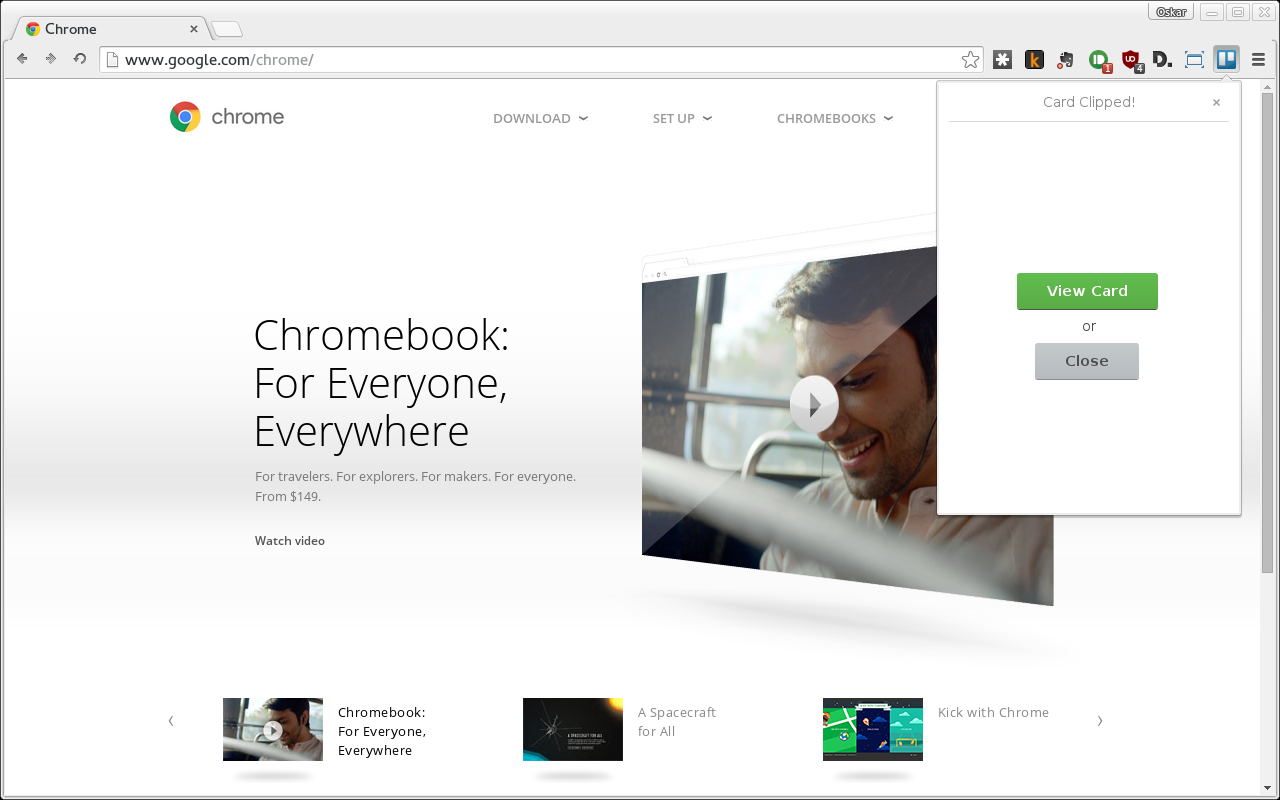 Oskar
Chrome
www.google.com/chrome/
1
4
Card Clipped!
chrome
DOWNLOAD
SET UP
CHROMEBOOKS
View Card
or
Close
Chromebook:
For Everyone,
Everywhere
For travelers. For explorers. For makers. For everyone.
From $149.
Watch video
Chromebook:
For Everyone,
Everywhere
A Spacecraft
for All
Kick with Chrome